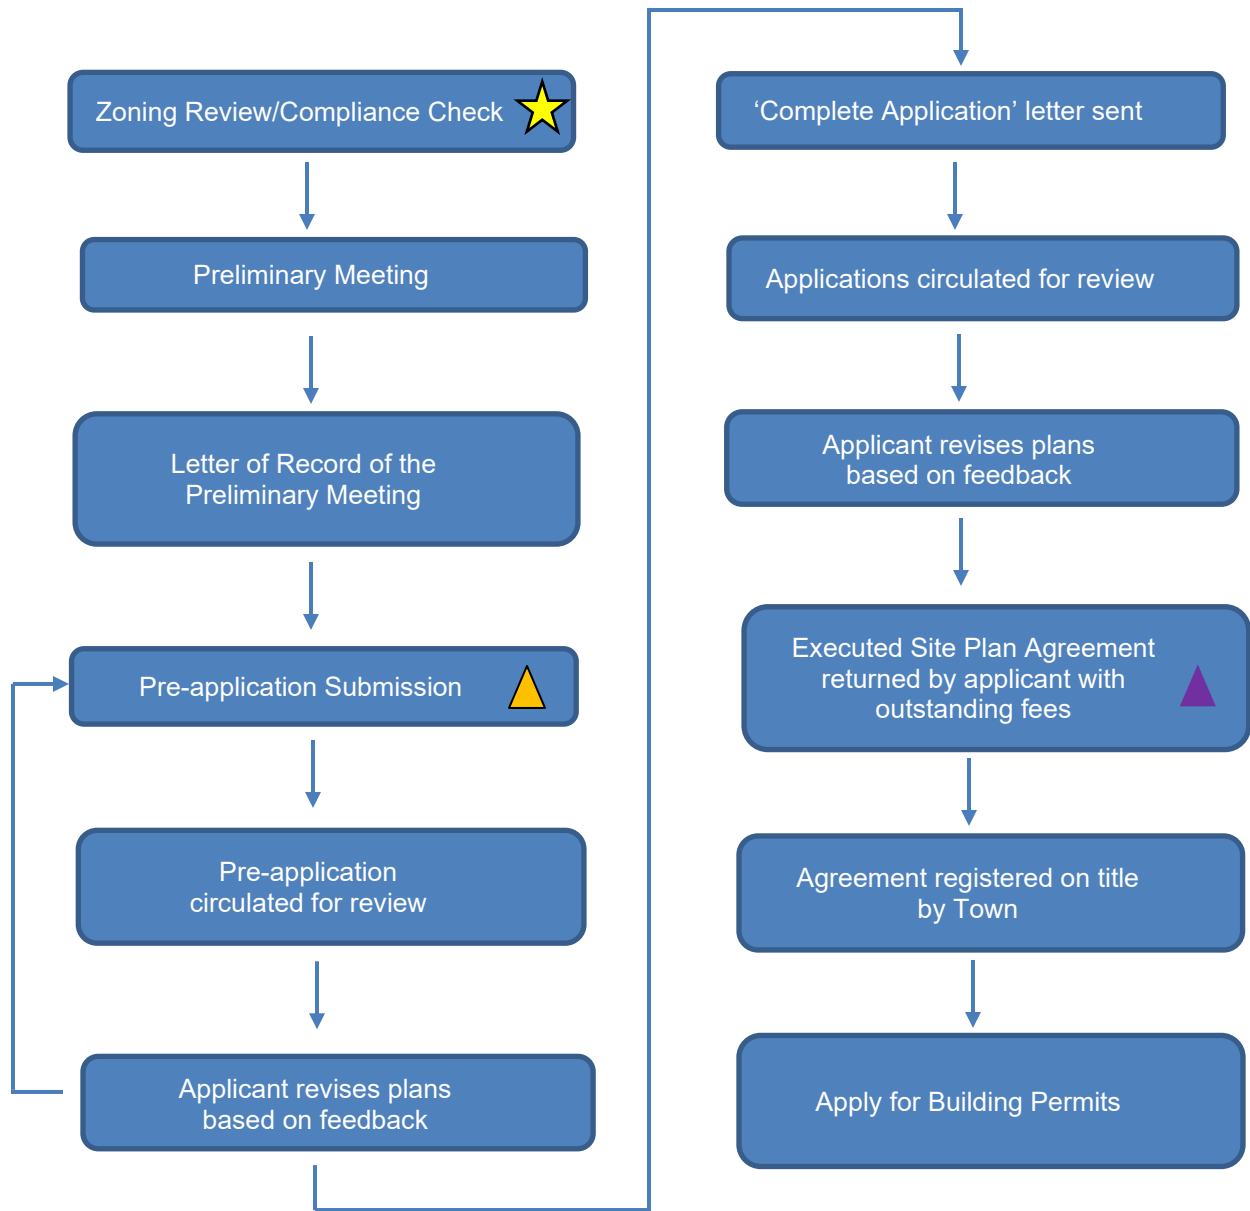 Zoning Review/Compliance Check
Preliminary Meeting
Letter of Record of the
Preliminary Meeting
Pre-application Submission
Pre-application
circulated for review
Applicant revises plans
based on feedback
‘Complete Application’ letter sent
Applications circulated for review
Applicant revises plans
based on feedback
Executed Site Plan Agreement
returned by applicant with
outstanding fees
Agreement registered on title
by Town
Apply for Building Permits